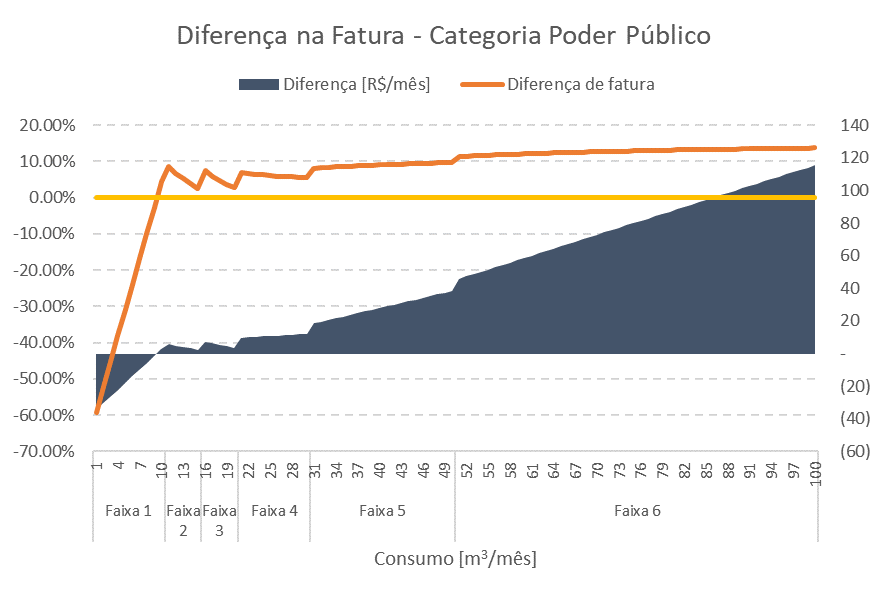 Diferença na Fatura - Categoria Poder Público
Diferença [R$/mês] Diferença de fatura
20.00% 140
10.00% 120
0.00% 100
-10.00% 80
-20.00% 60
-30.00% 40
-40.00% 20
-50.00% -
-60.00% (20)
-70.00% (40)
(60)
1 4 7 10 13 16 19 22 25 28 31 34 37 40 43 46 49 52 55 58 61 64 67 70 73 76 79 82 85 88 91 94 97 100
Faixa 1 Faixa 2 Faixa 3 Faixa 4 Faixa 5 Faixa 6
Consumo [m³/mês]